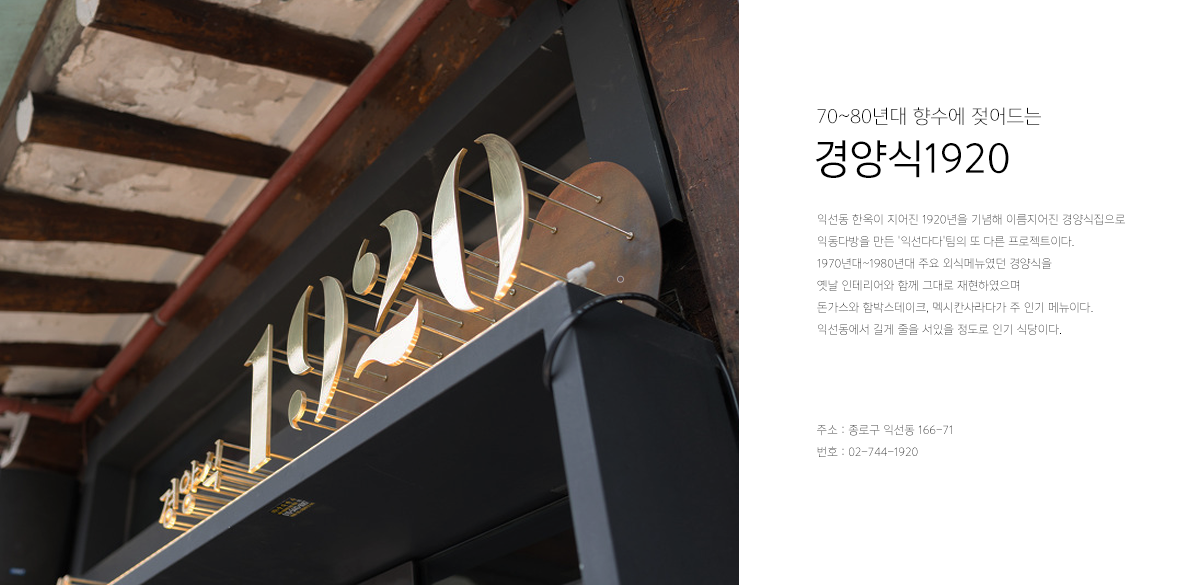 경양식
1920
70~80년대 향수에 젖어드는
경양식1920
익선동 한옥이 지어진 1920년을 기념해 이름지어진 경양식집으로
익동다방을 만든 '익선다다'팀의 또 다른 프로젝트이다.
1970년대~1980년대 주요 외식메뉴였던 경양식을
옛날 인테리어와 함께 그대로 재현하였으며
돈가스와 함박스테이크, 멕시칸사라다가 주 인기 메뉴이다.
익선동에서 길게 줄을 서있을 정도로 인기 식당이다.
주소 : 종로구 익선동 166-71
번호 : 02-744-1920